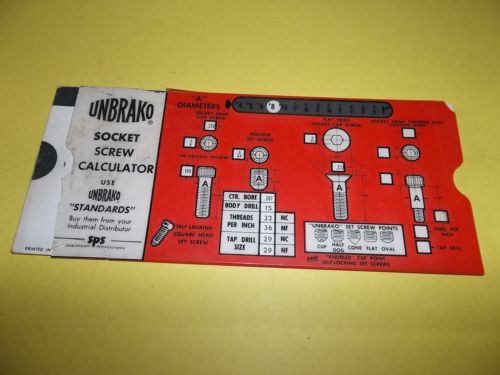 UNBRAKO®
SOCKET
SCREW
CALCULATOR
USE
UNBRAKO
"STANDARDS"
Buy them from your
Industrial Distributor
sps
JENKINTOWN PENNSYLVANIA
PRINTED IN
"A"
DIAMETERS
#8
SOCKET HEAD
CAP SCREW
HOLLOW
SET SCREW
FLAT HEAD
SOCKET CAP SCREW
SOCKET HEAD STRIPPER BOLT
A
A
A
A
CTR. BORE
BODY DRILL 15
THREADS PER INCH 32 NC
36 NF
TAP DRILL SIZE 29 NC
29 NF
SELF-LOCKING
SQUARE HEAD
SET SCREW
"UNBRAKO" SET SCREW POINTS
CUP HALF DOG CONE FLAT OVAL
AND "KNURLED" CUP POINT
SELF-LOCKING SET SCREWS
THDS. PER
INCH
TAP DRILL